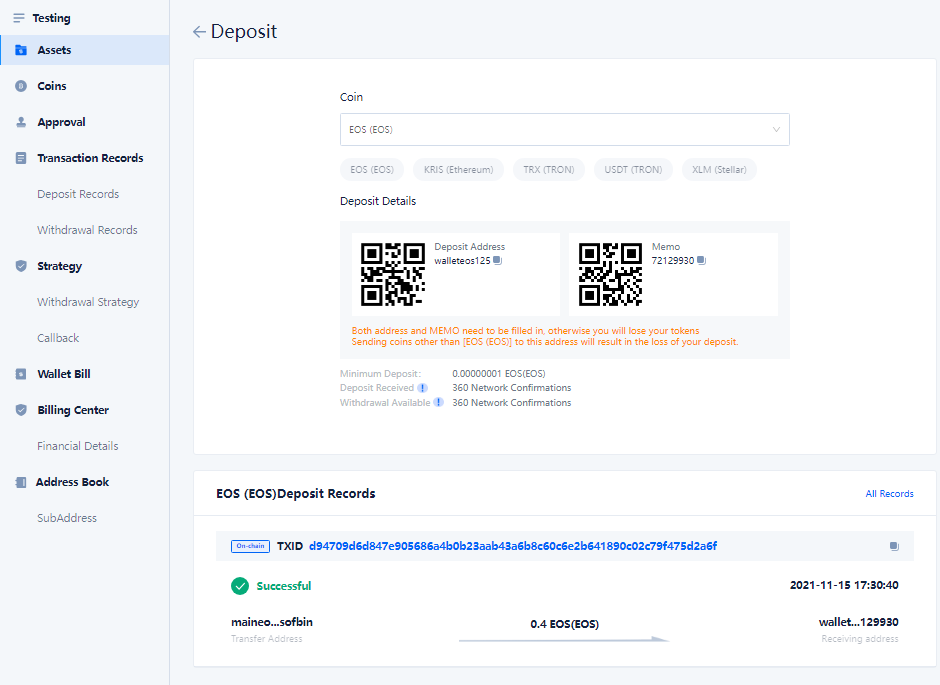 Testing
Assets
Coins
Approval
Transaction Records
Deposit Records
Withdrawal Records
Strategy
Withdrawal Strategy
Callback
Wallet Bill
Billing Center
Financial Details
Address Book
SubAddress
Deposit
Coin
EOS (EOS)
EOS (EOS) KRIS (Ethereum) TRX (TRON) USDT (TRON) XLM (Stellar)
Deposit Details
Deposit Address
walleteos125
Memo
72129930
Both address and MEMO need to be filled in, otherwise you will lose your tokens
Sending coins other than [EOS (EOS)] to this address will result in the loss of your deposit.
Minimum Deposit: 0.00000001 EOS(EOS)
Deposit Received 360 Network Confirmations
Withdrawal Available 360 Network Confirmations
EOS (EOS)Deposit Records All Records
On-chain TXID d94709d6d847e905686a4b0b23aab43a6b8c60c6e2b641890c02c79f475d2a6f
Successful 2021-11-15 17:30:40
maineo...sofbin 0.4 EOS(EOS) wallet...129930
Transfer Address Receiving address